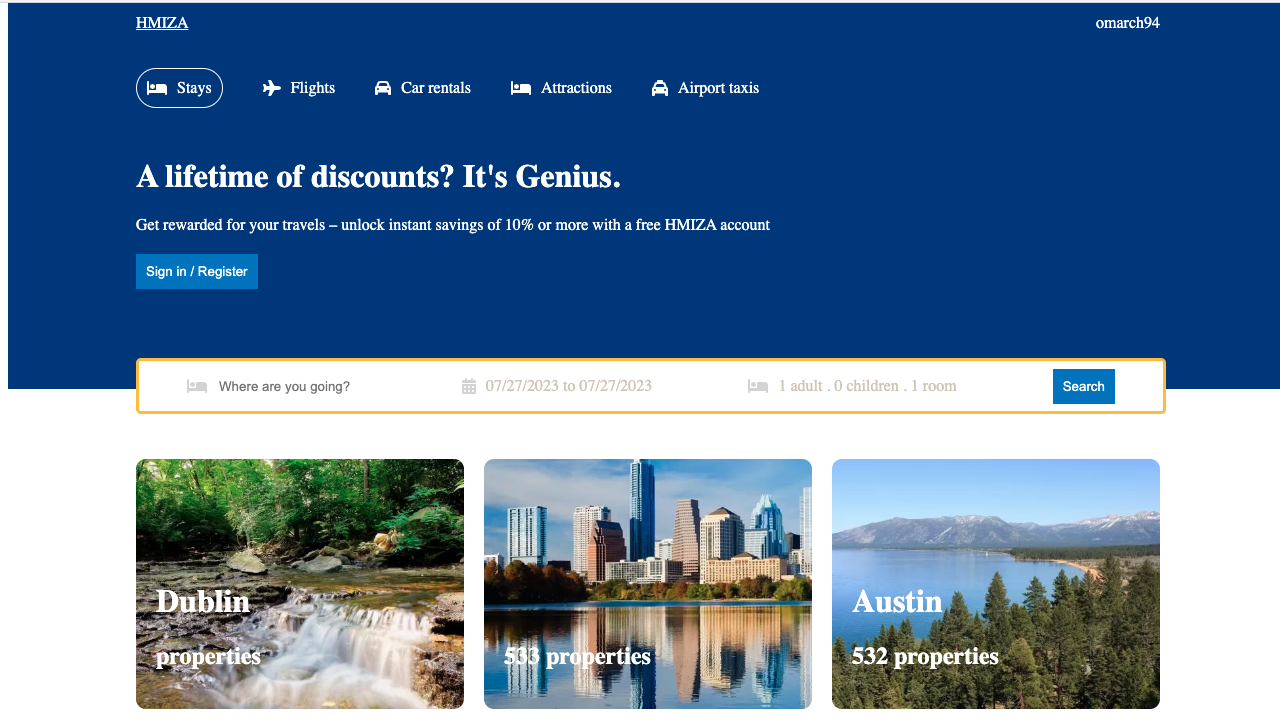 HMIZA
omarch94
Stays
Flights
Car rentals
Attractions
Airport taxis
A lifetime of discounts? It's Genius.
Get rewarded for your travels – unlock instant savings of 10% or more with a free HMIZA account
Sign in / Register
Where are you going?
07/27/2023 to 07/27/2023
1 adult . 0 children . 1 room
Search
Dublin
properties
533 properties
Austin
532 properties